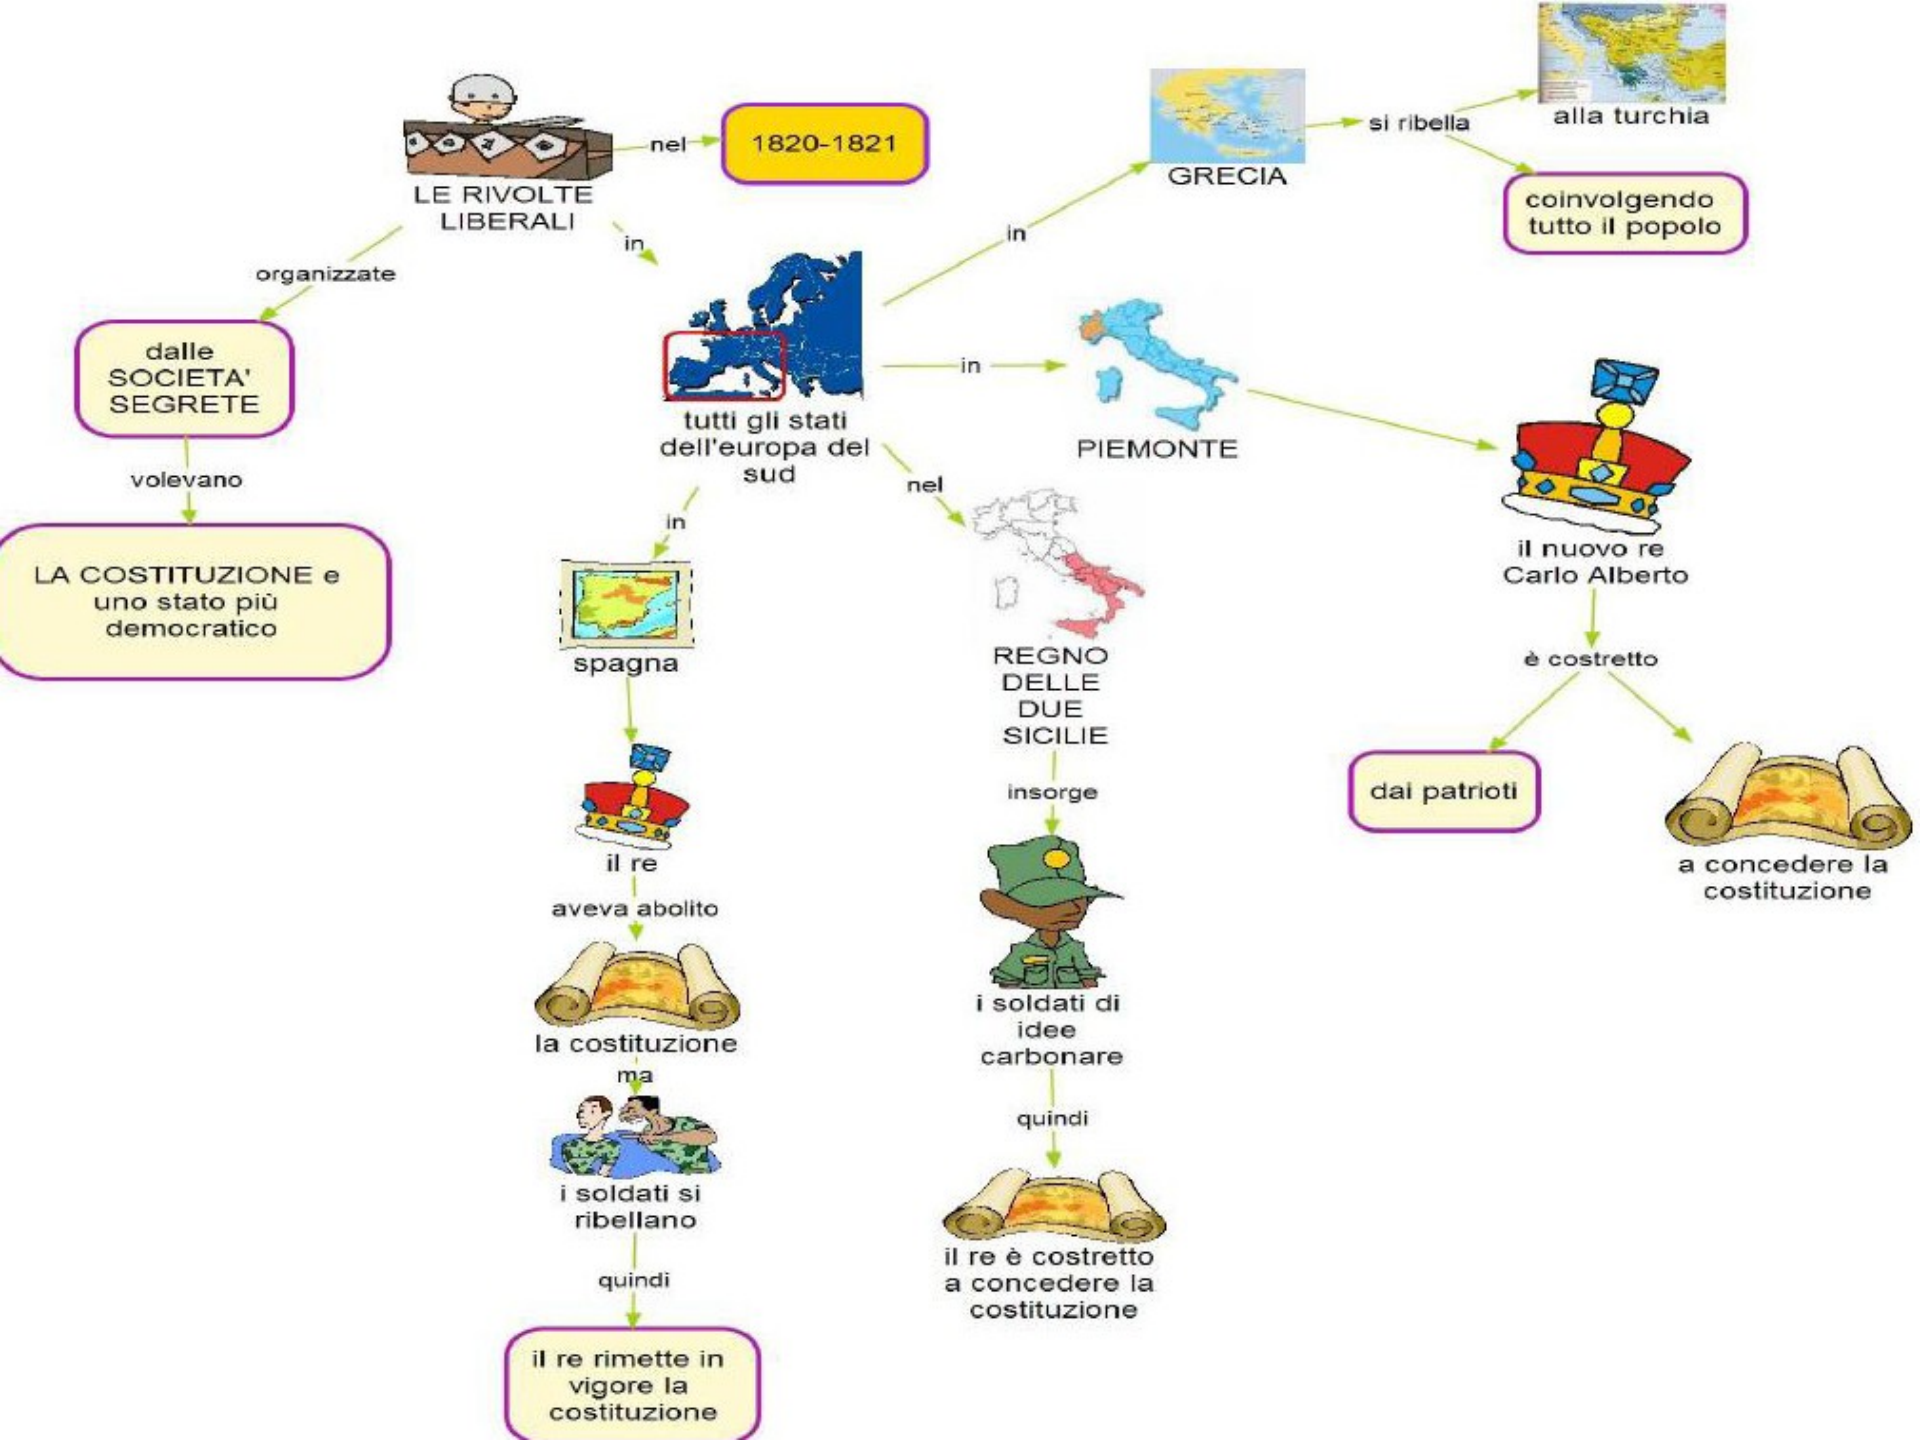 LE RIVOLTE
LIBERALI
nel
1820-1821
organizzate
dalle
SOCIETA'
SEGRETE
volevano
LA COSTITUZIONE e
uno stato più
democratico
in
tutti gli stati
dell'europa del
sud
in
GRECIA
si ribella
alla turchia
coinvolgendo
tutto il popolo
in
PIEMONTE
il nuovo re
Carlo Alberto
è costretto
dai patrioti
a concedere la
costituzione
nel
REGNO
DELLE
DUE
SICILIE
insorge
i soldati di
idee
carbonare
quindi
il re è costretto
a concedere la
costituzione
in
spagna
il re
aveva abolito
la costituzione
ma
i soldati si
ribellano
quindi
il re rimette in
vigore la
costituzione